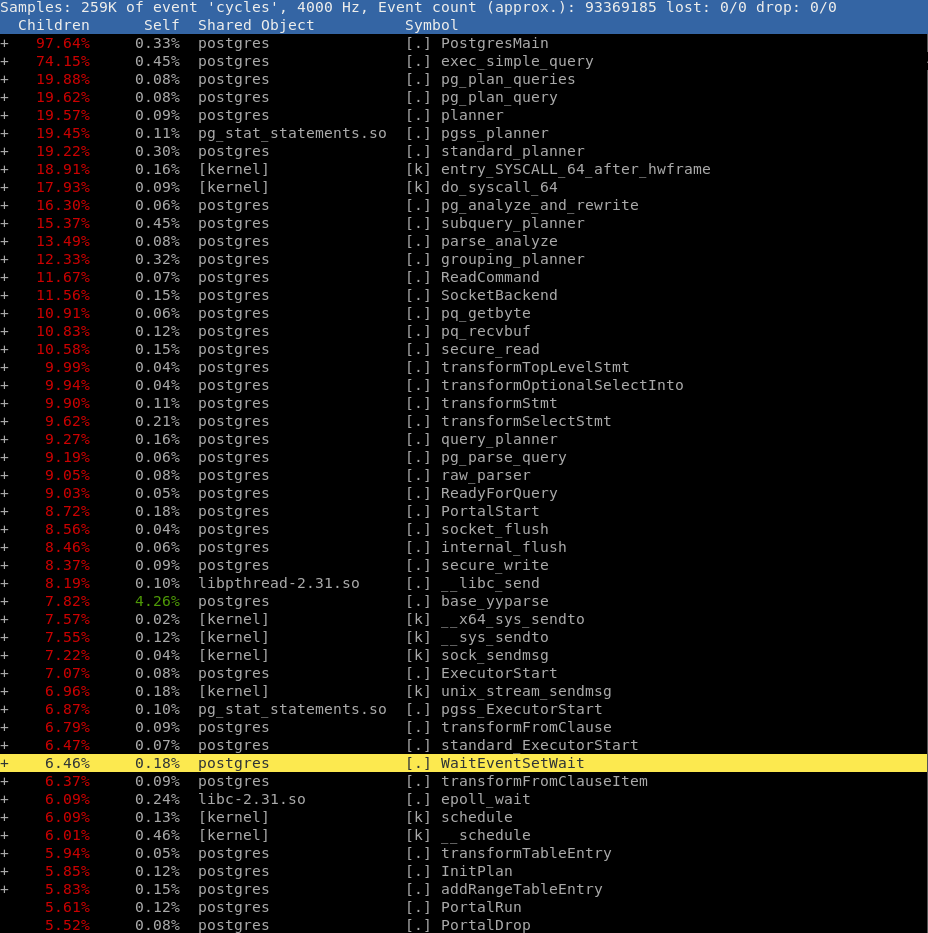 Samples: 259K of event 'cycles', 4000 Hz, Event count (approx.): 93369185 lost: 0/0 drop: 0/0
Children Self Shared Object Symbol
+ 97.64% 0.33% postgres [.] PostgresMain
+ 74.15% 0.45% postgres [.] exec_simple_query
+ 19.88% 0.08% postgres [.] pg_plan_queries
+ 19.62% 0.08% postgres [.] pg_plan_query
+ 19.57% 0.09% postgres [.] planner
+ 19.45% 0.11% pg_stat_statements.so [.] pgss_planner
+ 19.22% 0.30% postgres [.] standard_planner
+ 18.91% 0.16% [kernel] [k] entry_SYSCALL_64_after_hwframe
+ 17.93% 0.09% [kernel] [k] do_syscall_64
+ 16.30% 0.06% postgres [.] pg_analyze_and_rewrite
+ 15.37% 0.45% postgres [.] subquery_planner
+ 13.49% 0.08% postgres [.] parse_analyze
+ 12.33% 0.32% postgres [.] grouping_planner
+ 11.67% 0.07% postgres [.] ReadCommand
+ 11.56% 0.15% postgres [.] SocketBackend
+ 10.91% 0.06% postgres [.] pq_getbyte
+ 10.83% 0.12% postgres [.] pq_recvbuf
+ 10.58% 0.15% postgres [.] secure_read
+ 9.99% 0.04% postgres [.] transformTopLevelStmt
+ 9.94% 0.04% postgres [.] transformOptionalSelectInto
+ 9.90% 0.11% postgres [.] transformStmt
+ 9.62% 0.21% postgres [.] transformSelectStmt
+ 9.27% 0.16% postgres [.] query_planner
+ 9.19% 0.06% postgres [.] pg_parse_query
+ 9.05% 0.08% postgres [.] raw_parser
+ 9.03% 0.05% postgres [.] ReadyForQuery
+ 8.72% 0.18% postgres [.] PortalStart
+ 8.56% 0.04% postgres [.] socket_flush
+ 8.46% 0.06% postgres [.] internal_flush
+ 8.37% 0.09% postgres [.] secure_write
+ 8.19% 0.10% libpthread-2.31.so [.] __libc_send
+ 7.82% 4.26% postgres [.] base_yyparse
+ 7.57% 0.02% [kernel] [k] __x64_sys_sendto
+ 7.55% 0.12% [kernel] [k] __sys_sendto
+ 7.22% 0.04% [kernel] [k] sock_sendmsg
+ 7.07% 0.08% postgres [.] ExecutorStart
+ 6.96% 0.18% [kernel] [k] unix_stream_sendmsg
+ 6.87% 0.10% pg_stat_statements.so [.] pgss_ExecutorStart
+ 6.79% 0.09% postgres [.] transformFromClause
+ 6.47% 0.07% postgres [.] standard_ExecutorStart
+ 6.46% 0.18% postgres [.] WaitEventSetWait
+ 6.37% 0.09% postgres [.] transformFromClauseItem
+ 6.09% 0.24% libc-2.31.so [.] epoll_wait
+ 6.09% 0.13% [kernel] [k] schedule
+ 6.01% 0.46% [kernel] [k] __schedule
+ 5.94% 0.05% postgres [.] transformTableEntry
+ 5.85% 0.12% postgres [.] InitPlan
+ 5.83% 0.15% postgres [.] addRangeTableEntry
5.61% 0.12% postgres [.] PortalRun
5.52% 0.08% postgres [.] PortalDrop